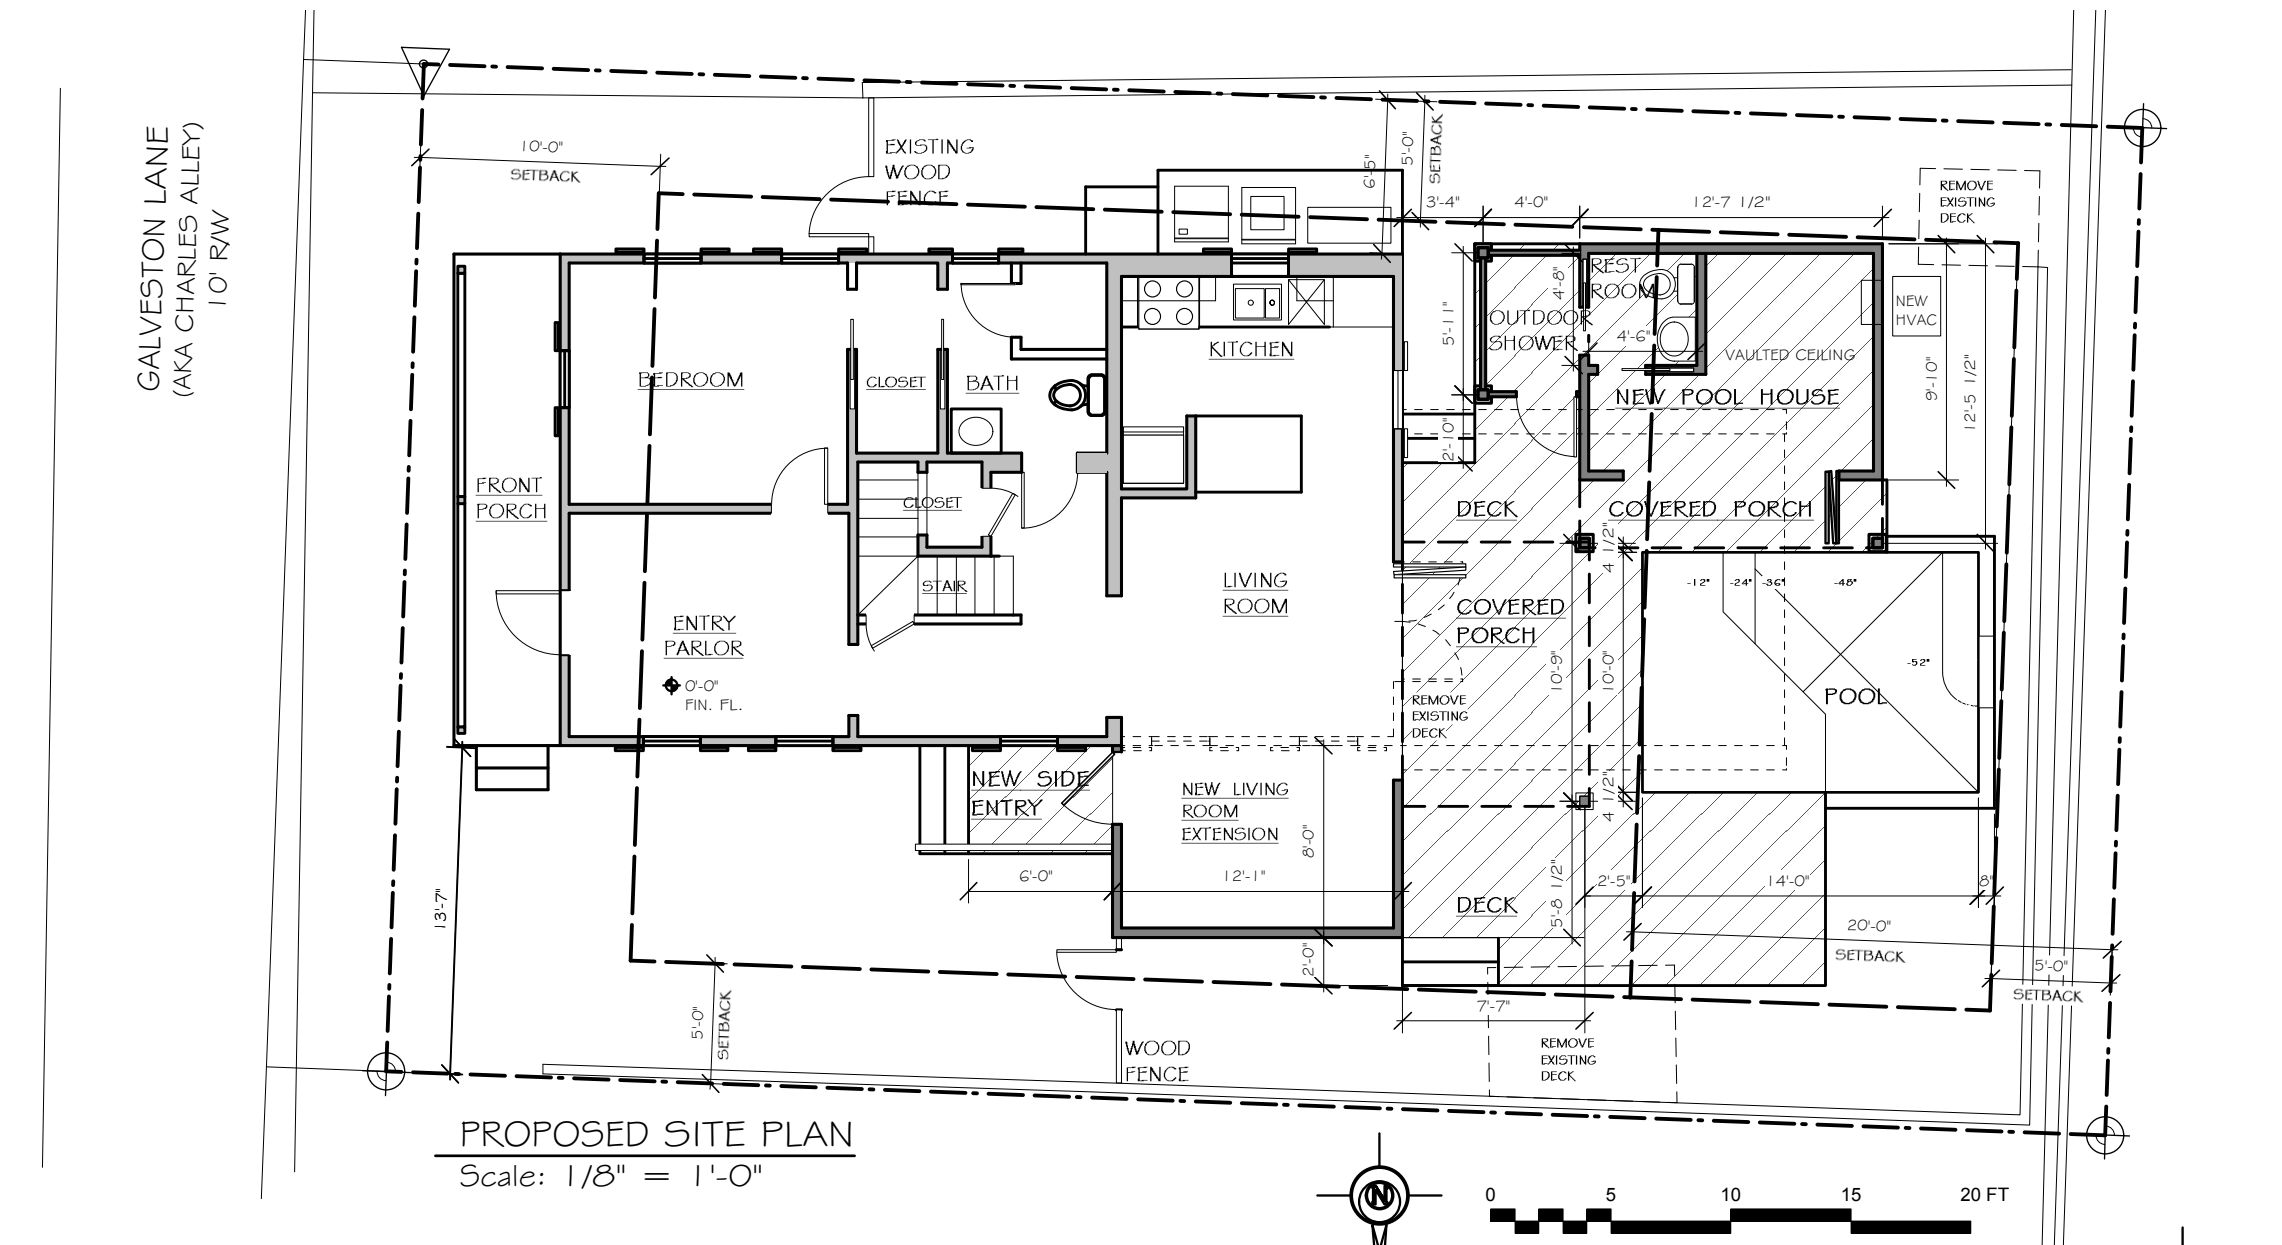 GALVESTON LANE
(AKA CHARLES ALLEY)
10' R/W
10'-0"
SETBACK
EXISTING
WOOD
FENCE
6'-5"
5'-0"
SETBACK
3'-4"
4'-0"
12'-7 1/2"
REMOVE
EXISTING
DECK
REST
ROOM
4'-8"
OUTDOOR
SHOWER
5'-11"
4'-6"
VAULTED CEILING
NEW
HVAC
NEW POOL HOUSE
9'-10"
12'-5 1/2"
2'-10"
KITCHEN
BEDROOM
CLOSET
BATH
FRONT
PORCH
CLOSET
DECK
COVERED PORCH
STAIR
LIVING
ROOM
4 1/2"
-12"
-24"
-36"
-48"
-52"
COVERED
PORCH
ENTRY
PARLOR
0'-0"
FIN. FL.
10'-9"
10'-0"
POOL
REMOVE
EXISTING
DECK
NEW SIDE
ENTRY
NEW LIVING
ROOM
EXTENSION
8'-0"
4 1/2"
6'-0"
12'-1"
5'-8 1/2"
2'-5"
14'-0"
8"
DECK
13'-7"
20'-0"
SETBACK
2'-0"
5'-0"
SETBACK
5'-0"
SETBACK
7'-7"
WOOD
FENCE
REMOVE
EXISTING
DECK
PROPOSED SITE PLAN
Scale: 1/8" = 1'-0"
N
0 5 10 15 20 FT